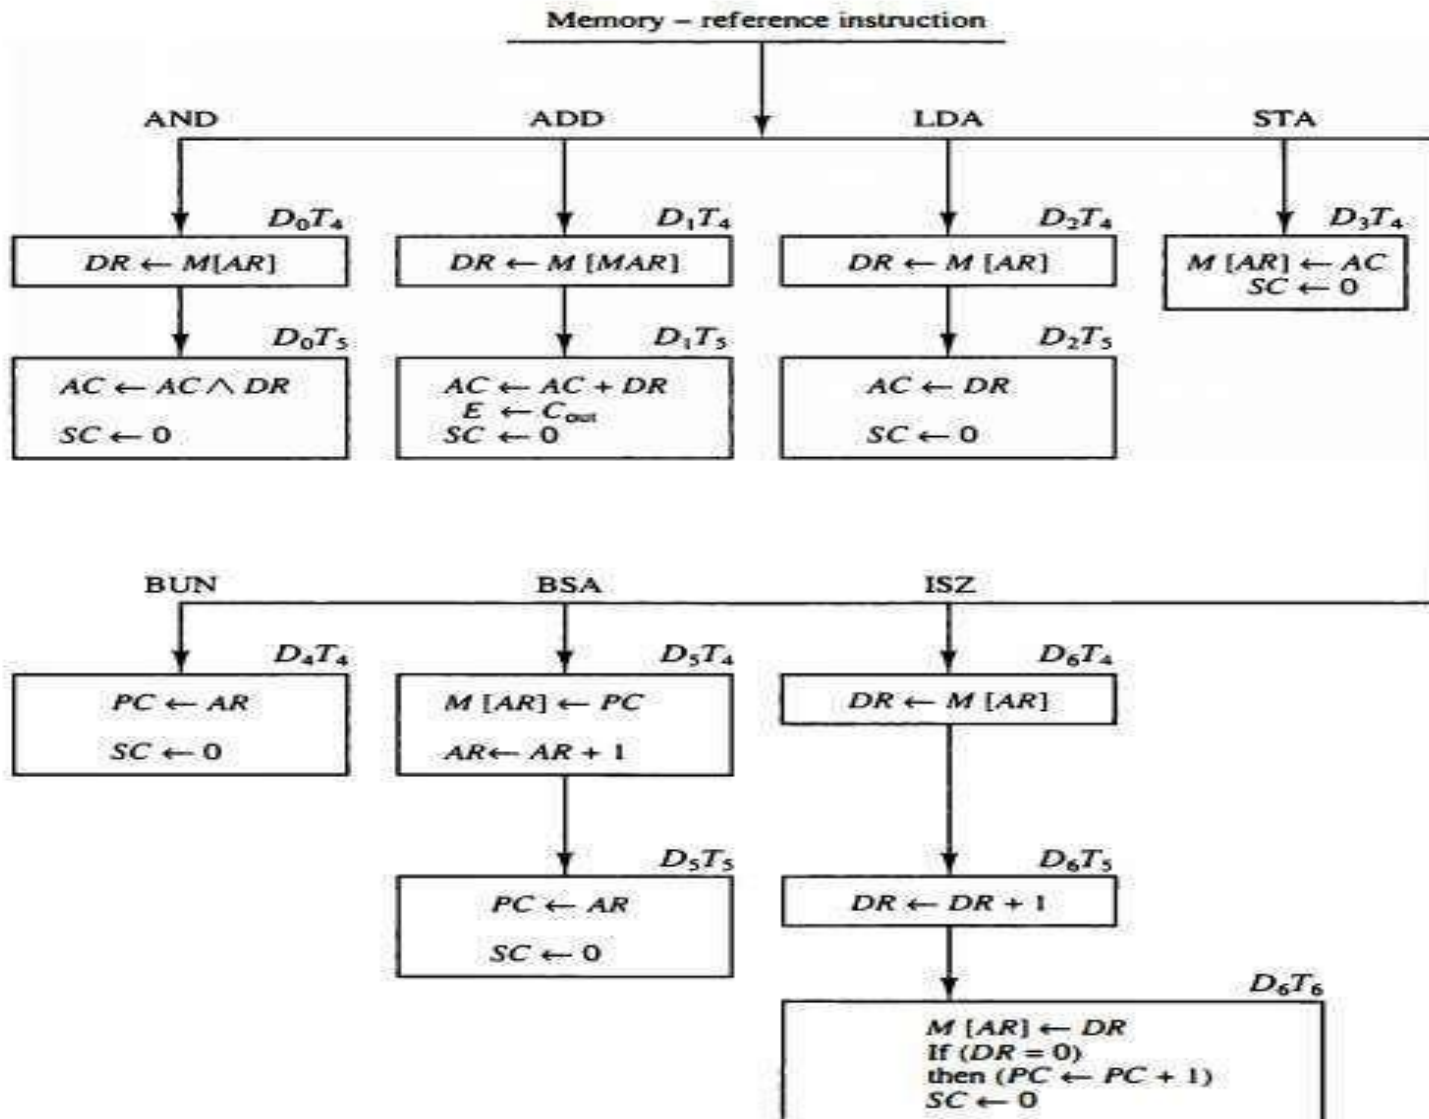 Memory – reference instruction
AND ADD LDA STA
D₀T₄ D₁T₄ D₂T₄ D₃T₄
DR ← M[AR]
DR ← M [MAR]
DR ← M [AR]
M [AR] ← AC
SC ← 0
D₀T₅ D₁T₅ D₂T₅
AC ← AC ∧ DR
SC ← 0
AC ← AC + DR
E ← Cout
SC ← 0
AC ← DR
SC ← 0
BUN BSA ISZ
D₄T₄ D₅T₄ D₆T₄
PC ← AR
SC ← 0
M [AR] ← PC
AR← AR + 1
DR ← M [AR]
D₅T₅ D₆T₅
PC ← AR
SC ← 0
DR ← DR + 1
D₆T₆
M [AR] ← DR
If (DR = 0)
then (PC ← PC + 1)
SC ← 0